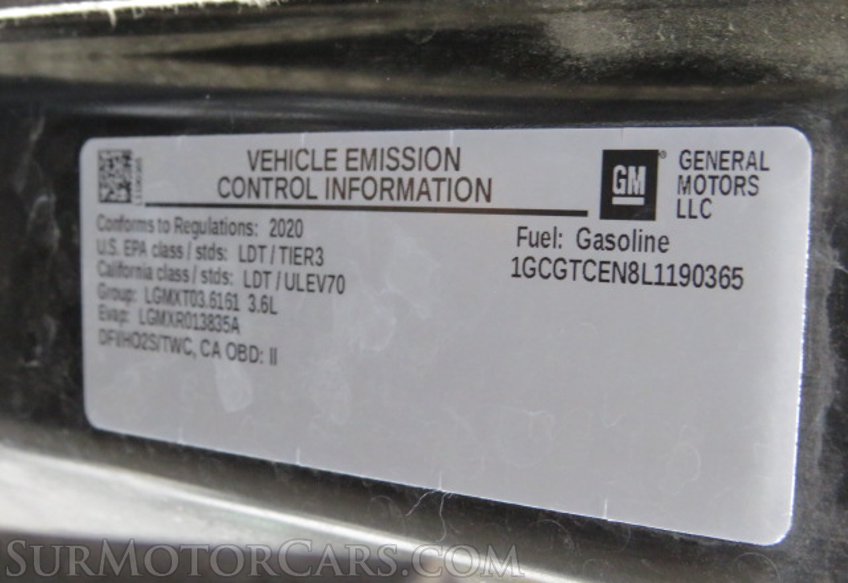 VEHICLE EMISSION
CONTROL INFORMATION
L1190365
GM
®
GENERAL
MOTORS
LLC
Conforms to Regulations: 2020
U.S. EPA class / stds: LDT / TIER3
California class / stds: LDT / ULEV70
Group: LGMXT03.6161 3.6L
Evap: LGMXR013835A
DFI/HO2S/TWC, CA OBD: II
Fuel: Gasoline
1GCGTCEN8L1190365
SURMOTORCARS.COM